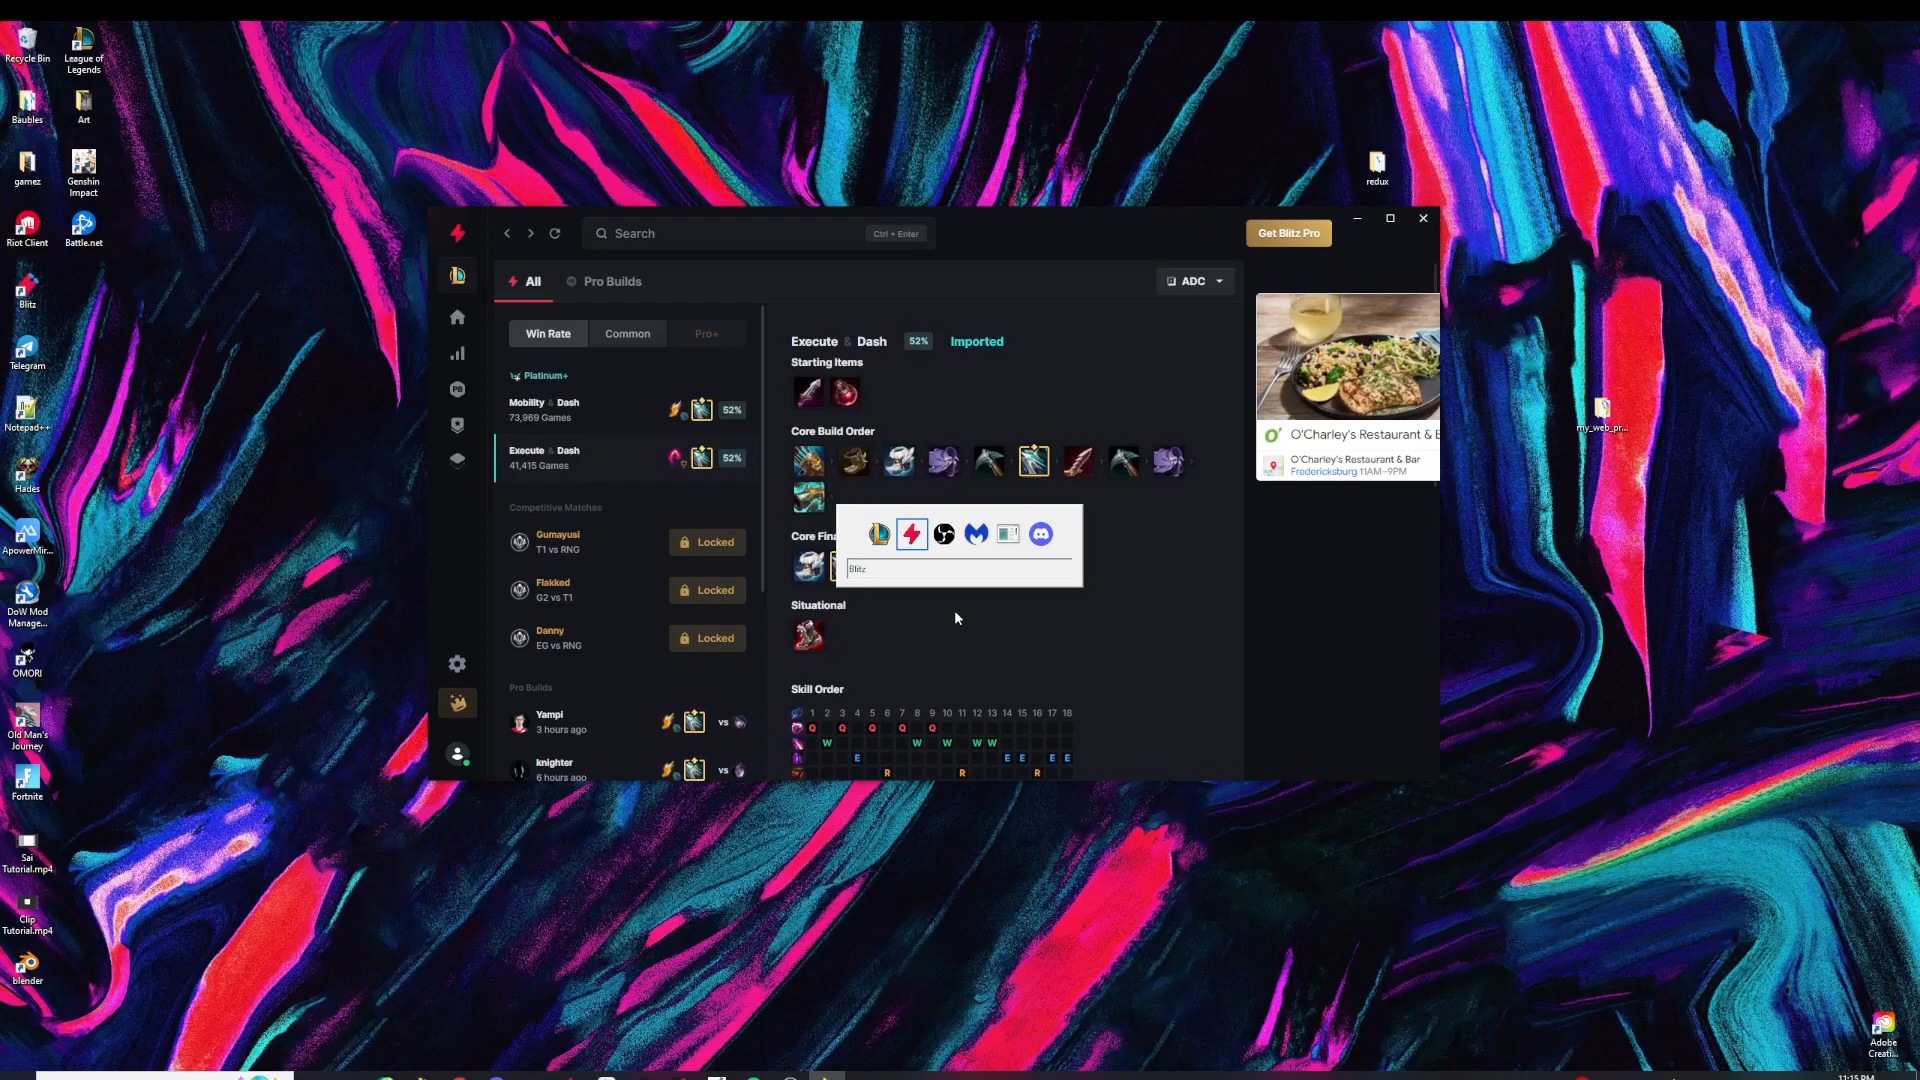 Recycle Bin
League of
Legends
Baubles
Art
gamez
Genshin
Impact
Riot Client
Battle.net
Blitz
Telegram
Notepad++
Hades
ApowerMir...
DoW Mod
Manage...
OMORI
Old Man's
Journey
Fortnite
Sai
Tutorial.mp4
Clip
Tutorial.mp4
blender
redux
my_web_pr...
Adobe
Creati...
Search
Ctrl + Enter
Get Blitz Pro
All
Pro Builds
ADC
Win Rate
Common
Pro+
Platinum+
Mobility & Dash
73,969 Games
52%
Execute & Dash
41,415 Games
52%
Competitive Matches
Gumayusi
T1 vs RNG
Locked
Flakked
G2 vs T1
Locked
Danny
EG vs RNG
Locked
Pro Builds
Yampi
3 hours ago
vs
knighter
6 hours ago
vs
PB
Execute & Dash 52% Imported
Starting Items
Core Build Order
Core Fina
Blitz
Situational
Skill Order
1 2 3 4 5 6 7 8 9 10 11 12 13 14 15 16 17 18
Q Q Q Q Q
W W W W W
E E E E E
R R R
O'Charley's Restaurant & B
O'Charley's Restaurant & Bar
Fredericksburg 11AM–9PM
11:15 PM